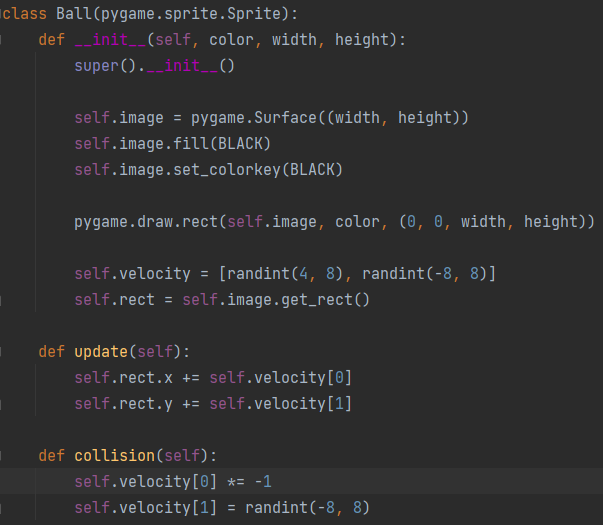 class Ball(pygame.sprite.Sprite):
    def __init__(self, color, width, height):
        super().__init__()

        self.image = pygame.Surface((width, height))
        self.image.fill(BLACK)
        self.image.set_colorkey(BLACK)

        pygame.draw.rect(self.image, color, (0, 0, width, height))

        self.velocity = [randint(4, 8), randint(-8, 8)]
        self.rect = self.image.get_rect()

    def update(self):
        self.rect.x += self.velocity[0]
        self.rect.y += self.velocity[1]

    def collision(self):
        self.velocity[0] *= -1
        self.velocity[1] = randint(-8, 8)